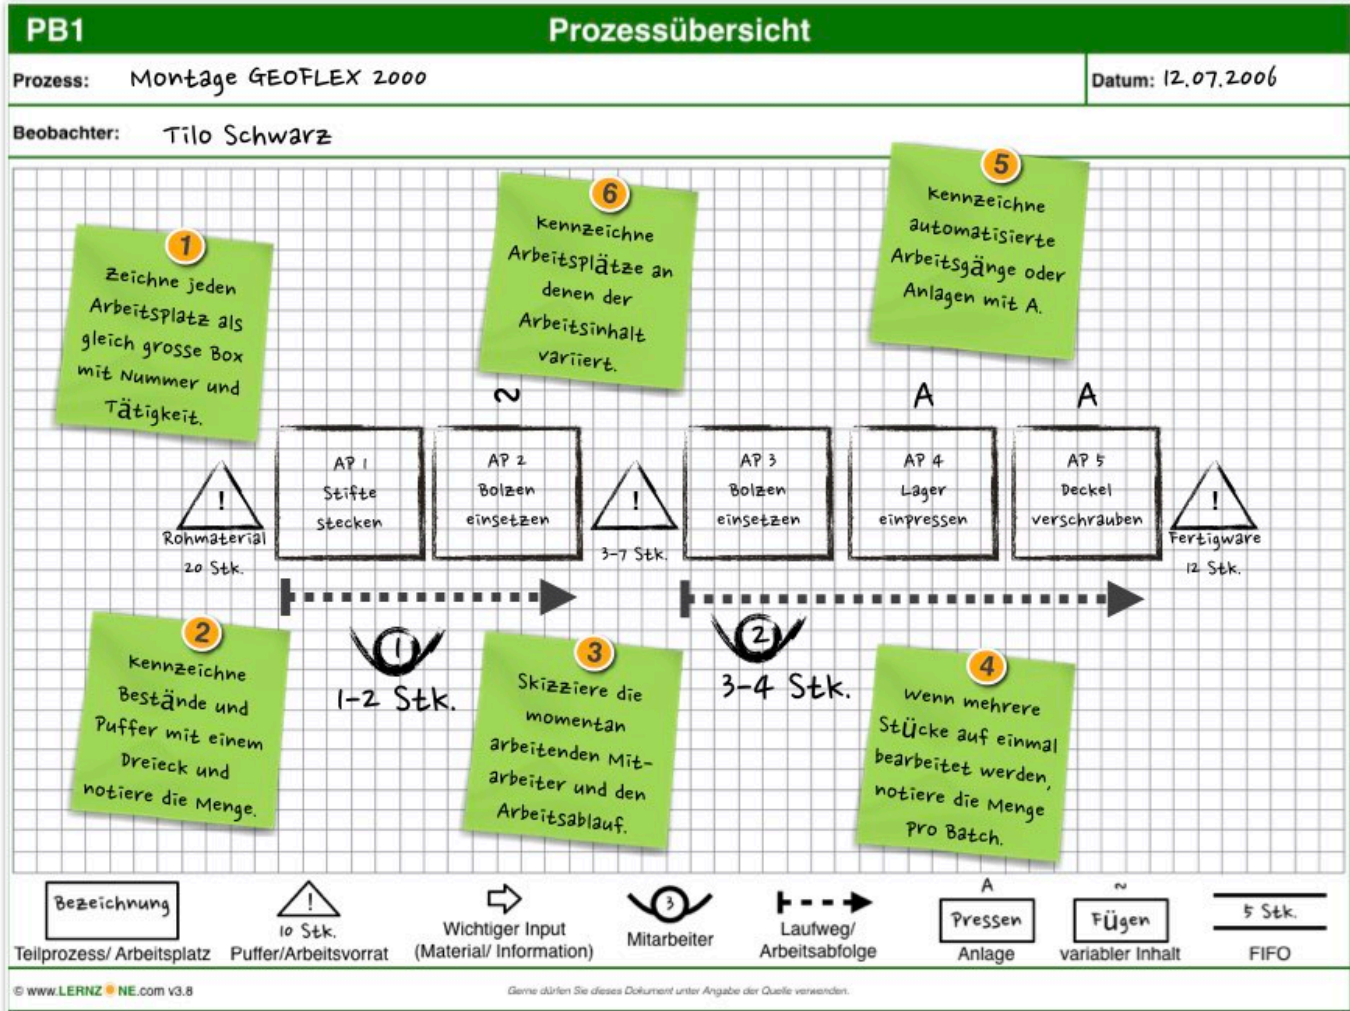 PB1
Prozessübersicht
Prozess: Montage GEOFLEX 2000
Datum: 12.07.2006
Beobachter: Tilo Schwarz
1
Zeichne jeden
Arbeitsplatz als
gleich grosse Box
mit Nummer und
Tätigkeit.
6
Kennzeichne
Arbeitsplätze an
denen der
Arbeitsinhalt
variiert.
5
Kennzeichne
automatisierte
Arbeitsgänge oder
Anlagen mit A.
~
A
A
!
Rohmaterial
20 Stk.
AP 1
Stifte
stecken
AP 2
Bolzen
einsetzen
!
3-7 Stk.
AP 3
Bolzen
einsetzen
AP 4
Lager
einpressen
AP 5
Deckel
verschrauben
!
Fertigware
12 Stk.
1
1-2 Stk.
2
3-4 Stk.
2
Kennzeichne
Bestände und
Puffer mit einem
Dreieck und
notiere die Menge.
3
Skizziere die
momentan
arbeitenden Mit-
arbeiter und den
Arbeitsablauf.
4
Wenn mehrere
Stücke auf einmal
bearbeitet werden,
notiere die Menge
pro Batch.
Bezeichnung
Teilprozess/ Arbeitsplatz
!
10 Stk.
Puffer/Arbeitsvorrat
Wichtiger Input
(Material/ Information)
3
Mitarbeiter
Laufweg/
Arbeitsabfolge
A
Pressen
Anlage
~
Fügen
variabler Inhalt
5 Stk.
FIFO
© www.LERNZONE.com v3.8
Gerne dürfen Sie dieses Dokument unter Angabe der Quelle verwenden.